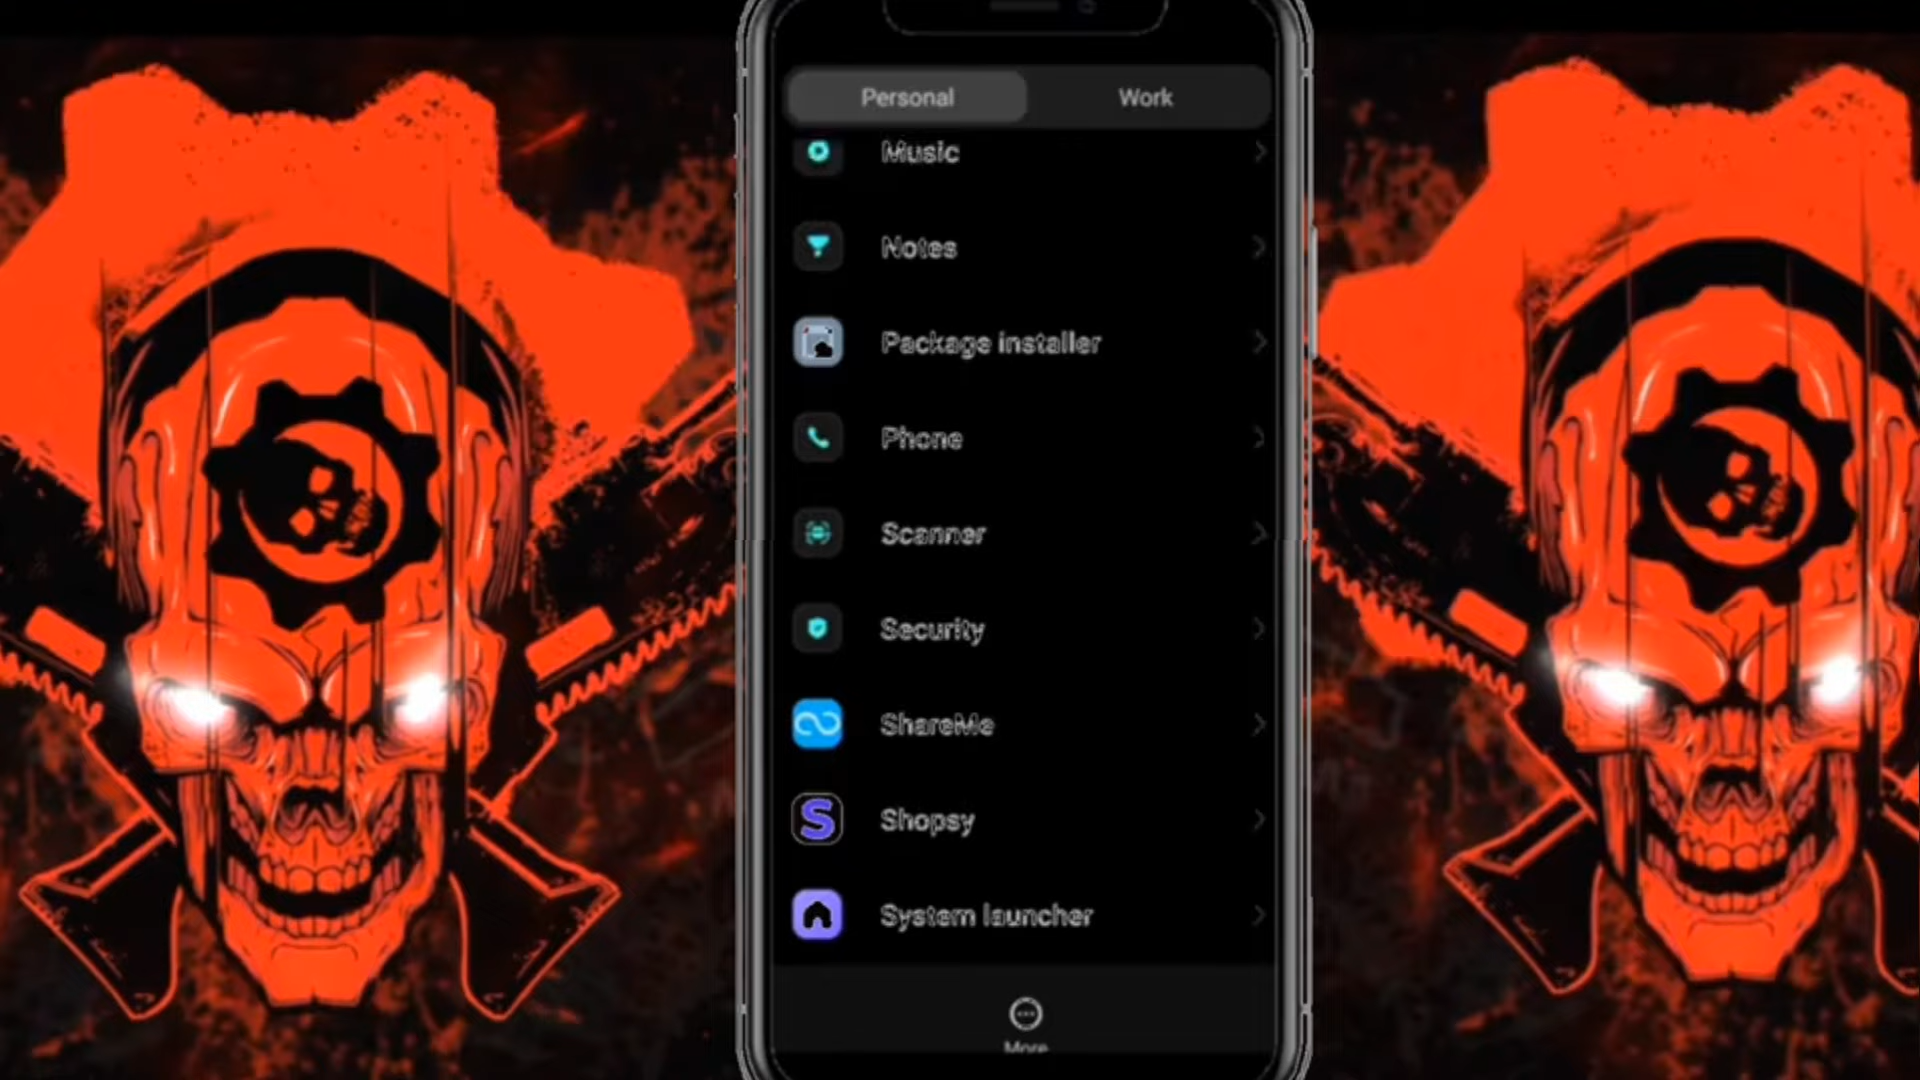 Personal
Work
Music
Notes
Package installer
Phone
Scanner
Security
ShareMe
S
Shopsy
System launcher
More